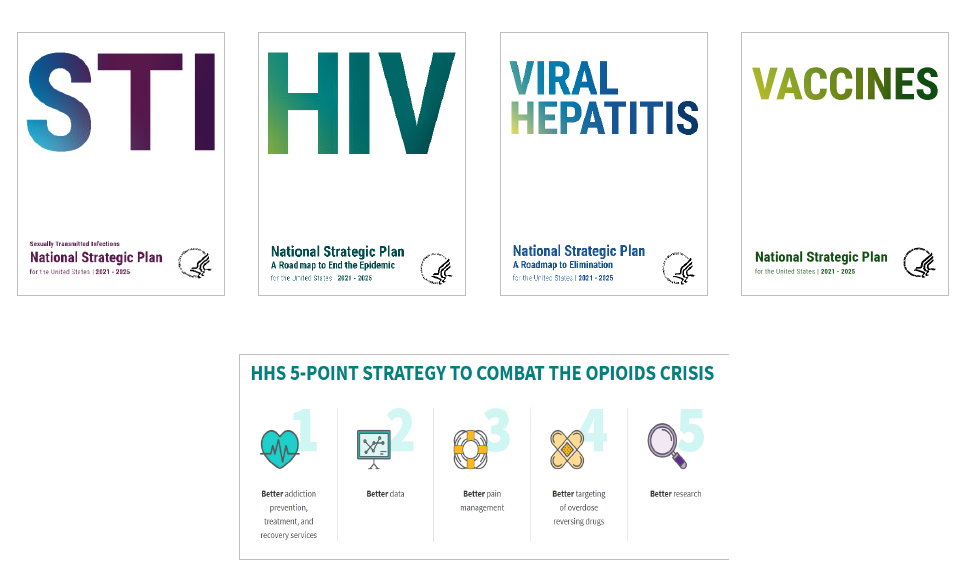 STI
Sexually Transmitted Infections
National Strategic Plan
for the United States | 2021 - 2025
HIV
National Strategic Plan
A Roadmap to End the Epidemic
for the United States | 2021 - 2025
VIRAL
HEPATITIS
National Strategic Plan
A Roadmap to Elimination
for the United States | 2021 - 2025
VACCINES
National Strategic Plan
for the United States | 2021 - 2025
HHS 5-POINT STRATEGY TO COMBAT THE OPIOIDS CRISIS
1
Better addiction
prevention,
treatment, and
recovery services
2
Better data
3
Better pain
management
4
Better targeting
of overdose
reversing drugs
5
Better research